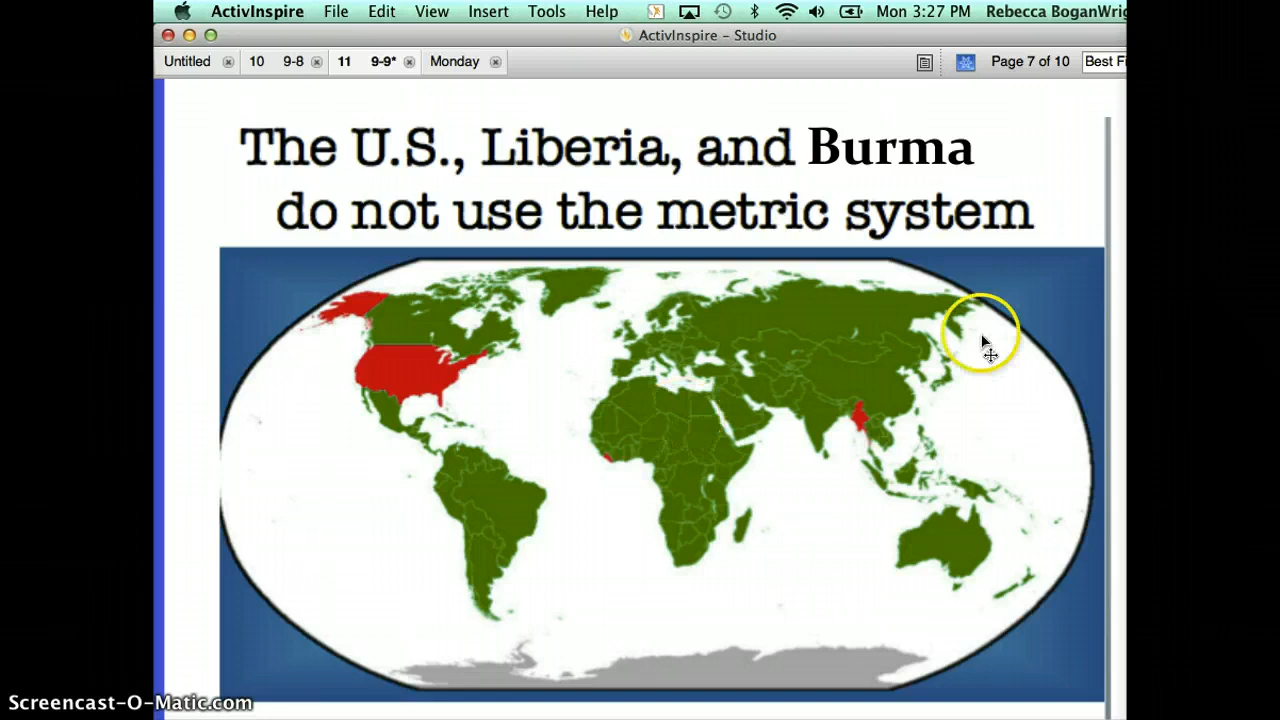 ActivInspire File Edit View Insert Tools Help Mon 3:27 PM Rebecca BoganWrig
ActivInspire – Studio
Untitled 10 9-8 11 9-9* Monday Page 7 of 10 Best Fi
The U.S., Liberia, and Burma
do not use the metric system
Screencast-O-Matic.com